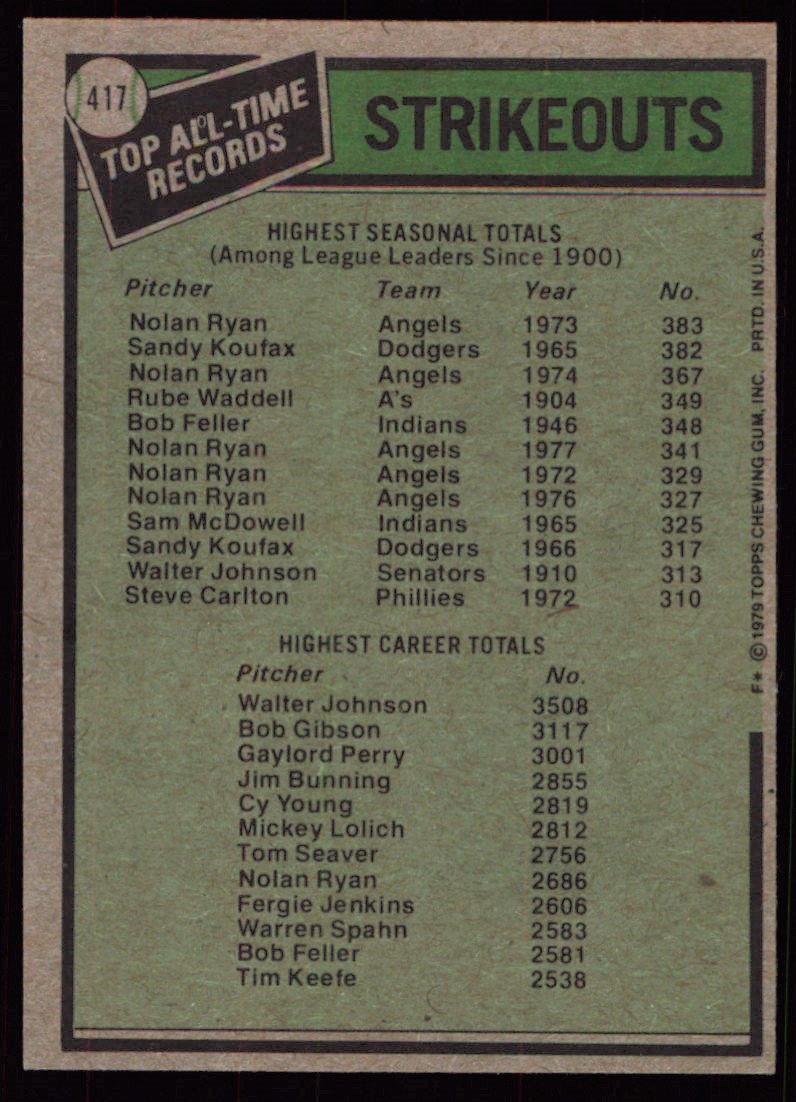 417
TOP ALL-TIME
RECORDS
STRIKEOUTS
HIGHEST SEASONAL TOTALS
(Among League Leaders Since 1900)
Pitcher Team Year No.
Nolan Ryan Angels 1973 383
Sandy Koufax Dodgers 1965 382
Nolan Ryan Angels 1974 367
Rube Waddell A's 1904 349
Bob Feller Indians 1946 348
Nolan Ryan Angels 1977 341
Nolan Ryan Angels 1972 329
Nolan Ryan Angels 1976 327
Sam McDowell Indians 1965 325
Sandy Koufax Dodgers 1966 317
Walter Johnson Senators 1910 313
Steve Carlton Phillies 1972 310
HIGHEST CAREER TOTALS
Pitcher No.
Walter Johnson 3508
Bob Gibson 3117
Gaylord Perry 3001
Jim Bunning 2855
Cy Young 2819
Mickey Lolich 2812
Tom Seaver 2756
Nolan Ryan 2686
Fergie Jenkins 2606
Warren Spahn 2583
Bob Feller 2581
Tim Keefe 2538
F* © 1979 TOPPS CHEWING GUM, INC. PRTD. IN U.S.A.